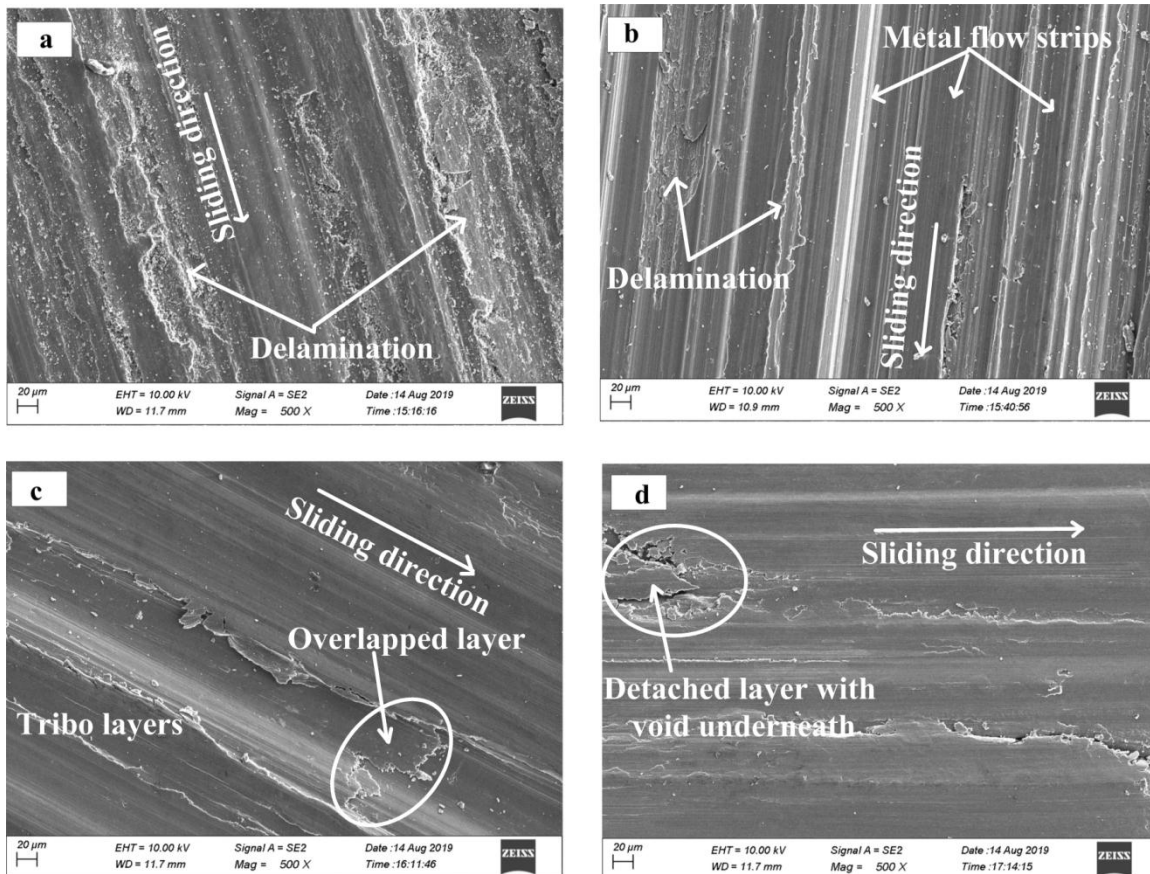 a
Sliding direction
Delamination
20 µm
EHT = 10.00 kV
Signal A = SE2
Date :14 Aug 2019
WD = 11.7 mm
Mag = 500 X
Time :15:16:16
ZEISS
b
Metal flow strips
Delamination
Sliding direction
20 µm
EHT = 10.00 kV
Signal A = SE2
Date :14 Aug 2019
WD = 10.9 mm
Mag = 500 X
Time :15:40:56
ZEISS
c
Sliding direction
Overlapped layer
Tribo layers
20 µm
EHT = 10.00 kV
Signal A = SE2
Date :14 Aug 2019
WD = 11.7 mm
Mag = 500 X
Time :16:11:46
ZEISS
d
Sliding direction
Detached layer with
void underneath
20 µm
EHT = 10.00 kV
Signal A = SE2
Date :14 Aug 2019
WD = 11.7 mm
Mag = 500 X
Time :17:14:15
ZEISS